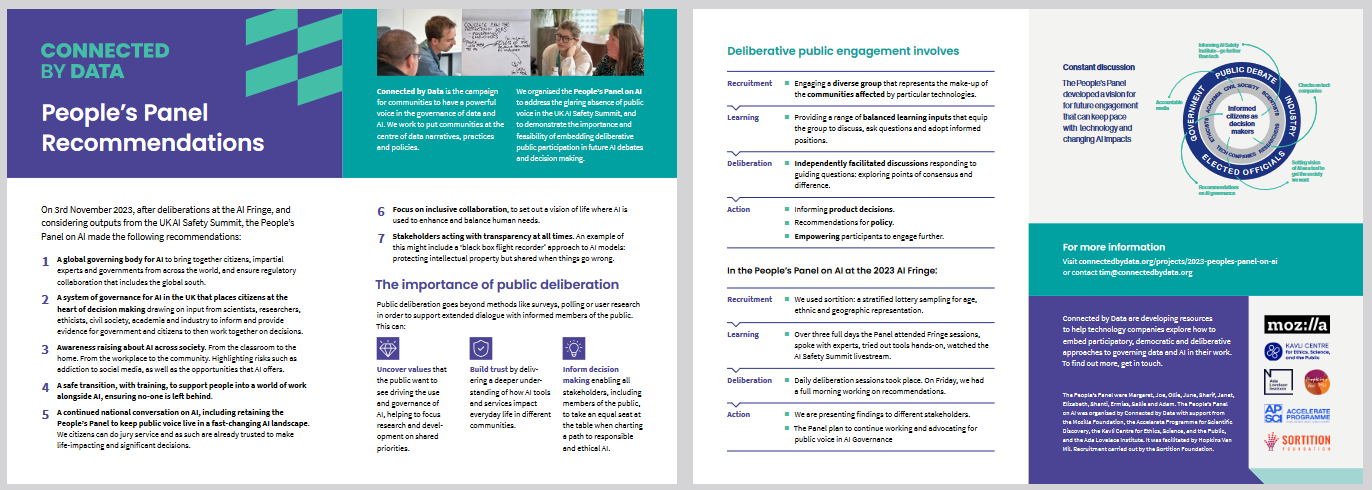 CONNECTED
BY DATA
People's Panel
Recommendations
Connected by Data is the campaign
for communities to have a powerful
voice in the governance of data and
AI. We work to put communities at the
centre of data narratives, practices
and policies.
We organised the People's Panel on AI
to address the glaring absence of public
voice in the UK AI Safety Summit, and
to demonstrate the importance and
feasibility of embedding deliberative
public participation in future AI debates
and decision making.
On 3rd November 2023, after deliberations at the AI Fringe, and
considering outputs from the UK AI Safety Summit, the People's
Panel on AI made the following recommendations:
1 A global governing body for AI to bring together citizens, impartial
experts and governments from across the world, and ensure regulatory
collaboration that includes the global south.
2 A system of governance for AI in the UK that places citizens at the
heart of decision making drawing on input from scientists, researchers,
ethicists, civil society, academia and industry to inform and provide
evidence for government and citizens to then work together on decisions.
3 Awareness raising about AI across society. From the classroom to the
home. From the workplace to the community. Highlighting risks such as
addiction to social media, as well as the opportunities that AI offers.
4 A safe transition, with training, to support people into a world of work
alongside AI, ensuring no-one is left behind.
5 A continued national conversation on AI, including retaining the
People's Panel to keep public voice live in a fast-changing AI landscape.
We citizens can do jury service and as such are already trusted to make
life-impacting and significant decisions.
6 Focus on inclusive collaboration, to set out a vision of life where AI is
used to enhance and balance human needs.
7 Stakeholders acting with transparency at all times. An example of
this might include a 'black box flight recorder' approach to AI models:
protecting intellectual property but shared when things go wrong.
The importance of public deliberation
Public deliberation goes beyond methods like surveys, polling or user research
in order to support extended dialogue with informed members of the public.
This can:
Uncover values that
the public want to
see driving the use
and governance of
AI, helping to focus
research and devel-
opment on shared
priorities.
Build trust by deliv-
ering a deeper under-
standing of how AI tools
and services impact
everyday life in different
communities.
Inform decision
making enabling all
stakeholders, including
members of the public,
to take an equal seat at
the table when charting
a path to responsible
and ethical AI.
Deliberative public engagement involves
Recruitment
Engaging a diverse group that represents the make-up of
the communities affected by particular technologies.
Learning
Providing a range of balanced learning inputs that equip
the group to discuss, ask questions and adopt informed
positions.
Deliberation
Independently facilitated discussions responding to
guiding questions: exploring points of consensus and
difference.
Action
Informing product decisions.
Recommendations for policy.
Empowering participants to engage further.
In the People's Panel on AI at the 2023 AI Fringe:
Recruitment
We used sortition: a stratified lottery sampling for age,
ethnic and geographic representation.
Learning
Over three full days the Panel attended Fringe sessions,
spoke with experts, tried out tools hands-on, watched the
AI Safety Summit livestream.
Deliberation
Daily deliberation sessions took place. On Friday, we had
a full morning working on recommendations.
Action
We are presenting findings to different stakeholders.
The Panel plan to continue working and advocating for
public voice in AI Governance
Constant discussion
The People's Panel
developed a vision for
for future engagement
that can keep pace
with technology and
changing AI impacts
Informing AI Safety
Institute – go further
than tech
Checks on tech
companies
Accountable
media
Setting vision
of AI as a tool to
get the society
we want
Recommendations
on AI governance
PUBLIC DEBATE
INDUSTRY
ELECTED OFFICIALS
GOVERNMENT
CIVIL SOCIETY
SCIENTISTS
RESEARCHERS
TECH COMPANIES
ETHICISTS
Informed
citizens as
decision
makers
For more information
Visit connectedbydata.org/projects/2023-peoples-panel-on-ai
or contact tim@connectedbydata.org
Connected by Data are developing resources
to help technology companies explore how to
embed participatory, democratic and deliberative
approaches to governing data and AI in their work.
To find out more, get in touch.
The People's Panel were Margaret, Joe, Ollie, June, Sharif, Janet,
Elizabeth, Shanti, Ermias, Saikie and Adam. The People's Panel
on AI was organised by Connected by Data with support from
the Mozilla Foundation, the Accelerate Programme for Scientific
Discovery, the Kavli Centre for Ethics, Science, and the Public,
and the Ada Lovelace Institute. It was facilitated by Hopkins Van
Mil. Recruitment carried out by the Sortition Foundation.
moz://a
KAVLI CENTRE
for Ethics, Science,
and the Public
Ada
Lovelace
Institute
AP
SCI
ACCELERATE
PROGRAMME
SORTITION
FOUNDATION